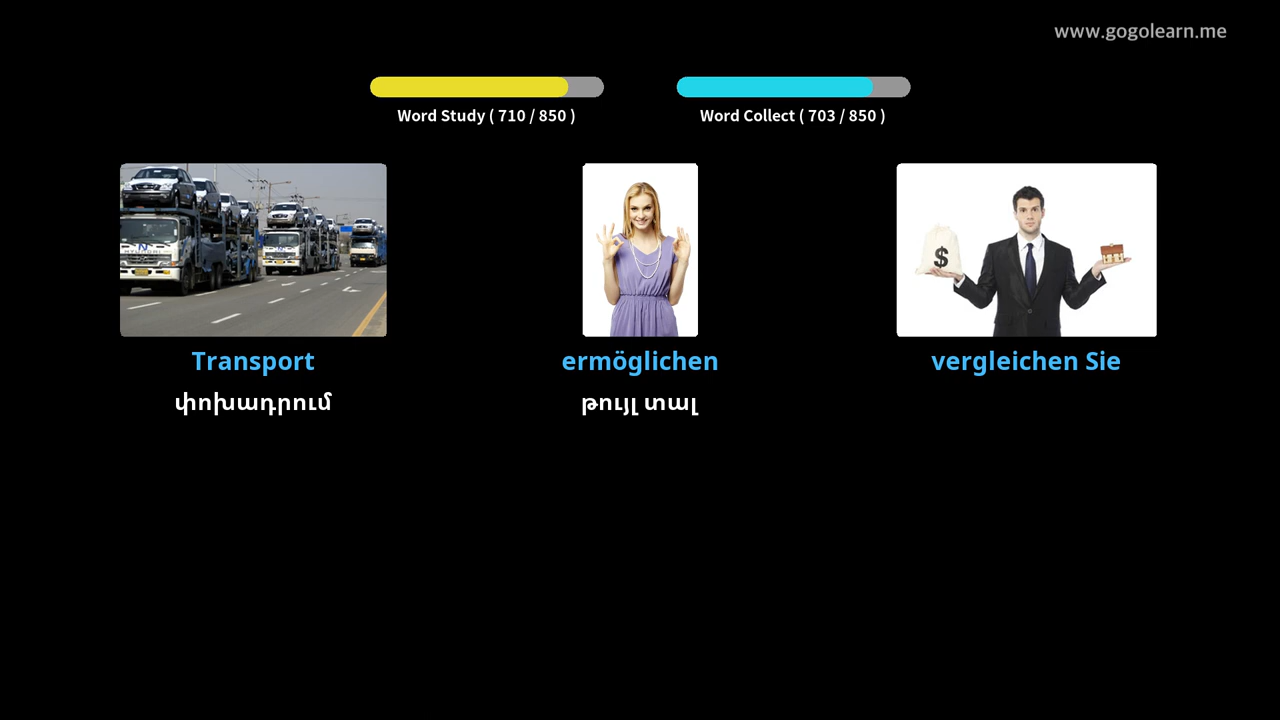 www.gogolearn.me
Word Study ( 710 / 850 )
Word Collect ( 703 / 850 )
$
Transport
ermöglichen
vergleichen Sie
փոխադրում
թույլ տալ